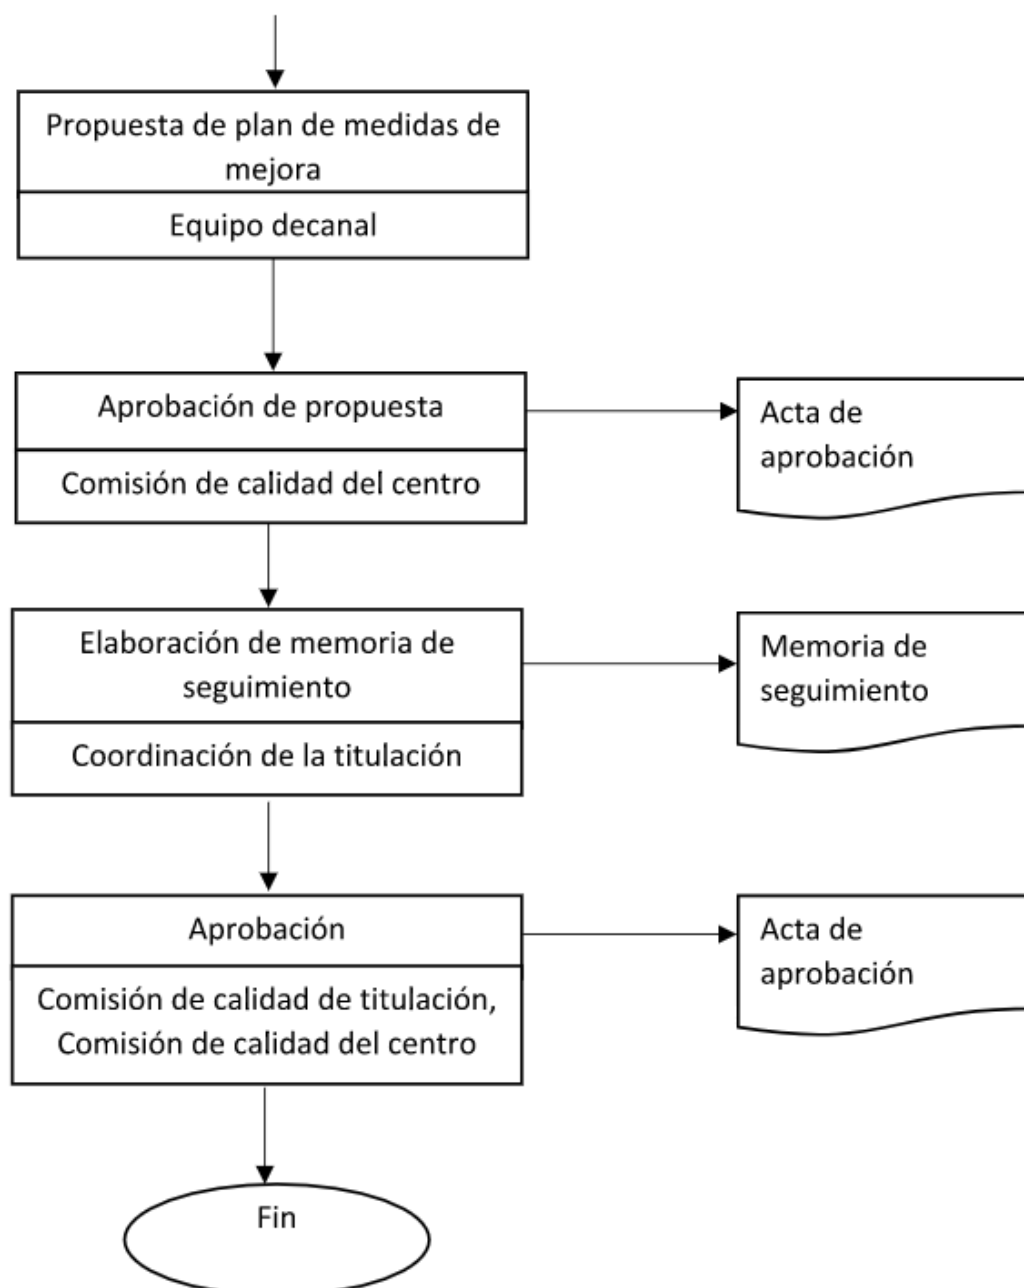 Propuesta de plan de medidas de
mejora
Equipo decanal
Aprobación de propuesta
Comisión de calidad del centro
Acta de
aprobación
Elaboración de memoria de
seguimiento
Coordinación de la titulación
Memoria de
seguimiento
Aprobación
Comisión de calidad de titulación,
Comisión de calidad del centro
Acta de
aprobación
Fin